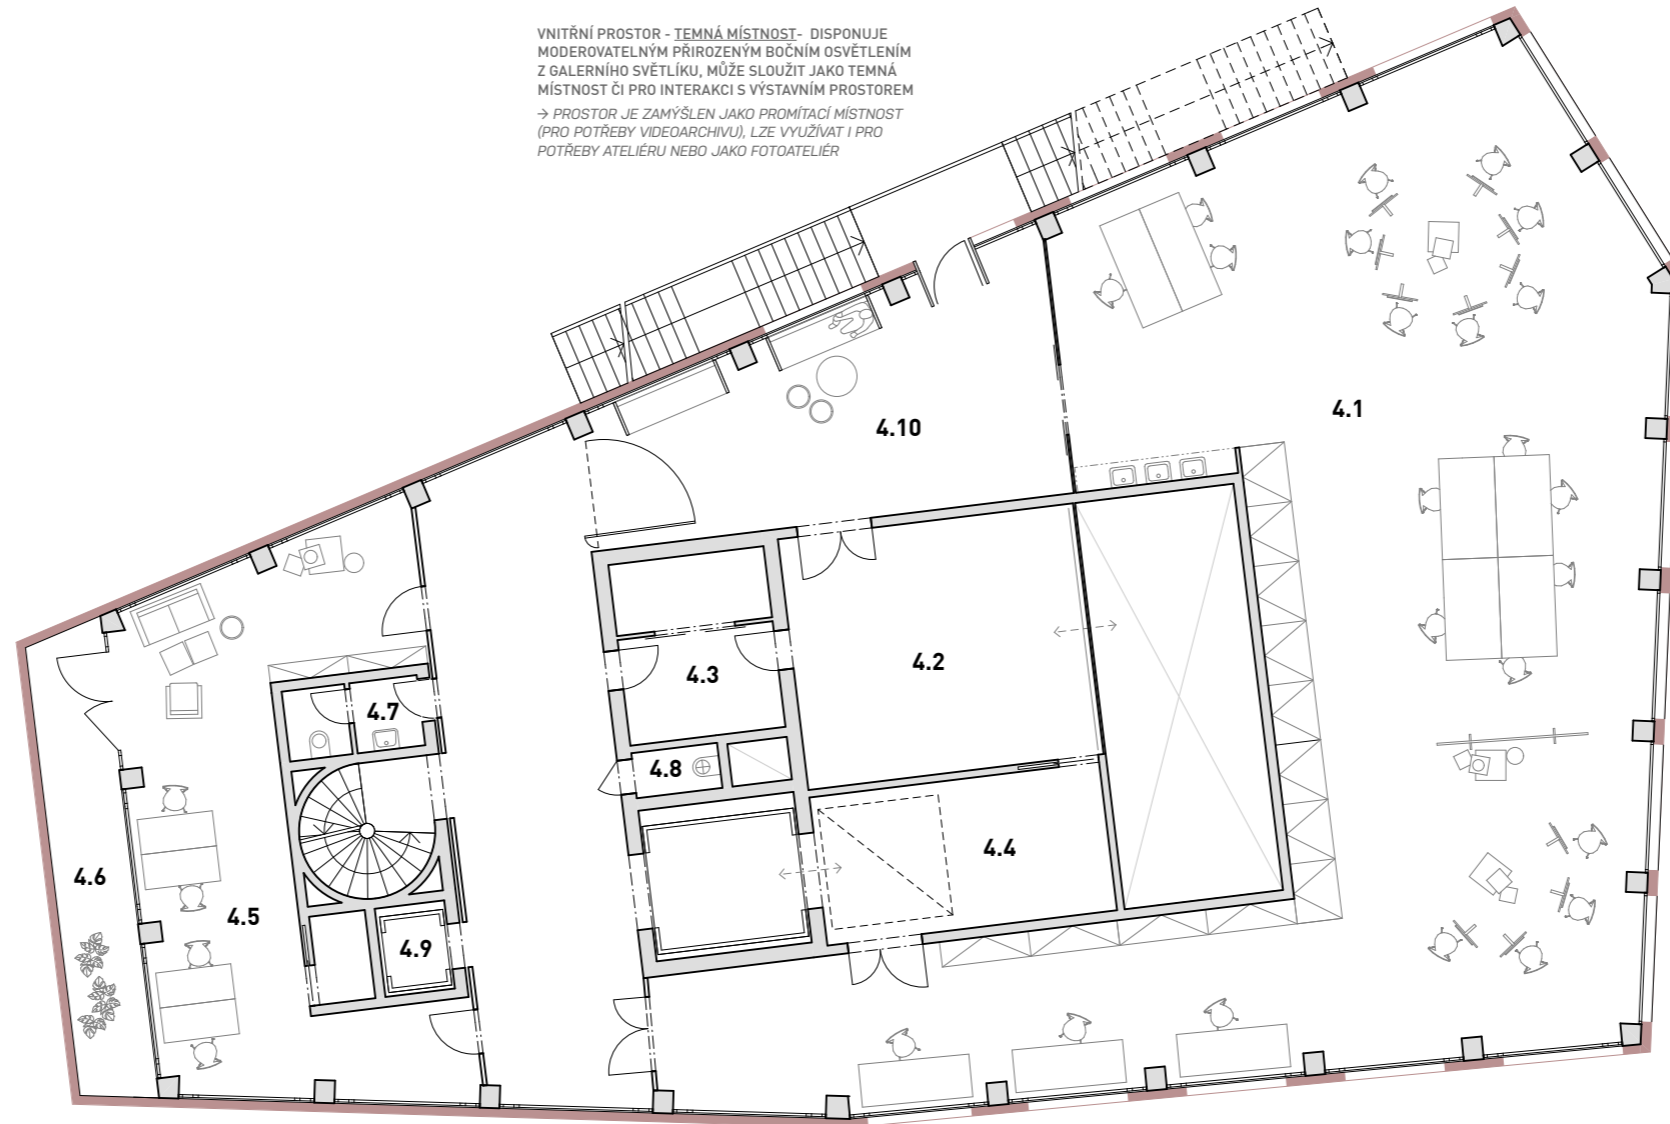 VNITŘNÍ PROSTOR - TEMNÁ MÍSTNOST- DISPONUJE
MODEROVATELNÝM PŘIROZENÝM BOČNÍM OSVĚTLENÍM
Z GALERNÍHO SVĚTLÍKU, MŮŽE SLOUŽIT JAKO TEMNÁ
MÍSTNOST ČI PRO INTERAKCI S VÝSTAVNÍM PROSTOREM
→ PROSTOR JE ZAMÝŠLEN JAKO PROMÍTACÍ MÍSTNOST
(PRO POTŘEBY VIDEOARCHIVU), LZE VYUŽÍVAT I PRO
POTŘEBY ATELIÉRU NEBO JAKO FOTOATELIÉR
4.1
4.10
4.2
4.3
4.7
4.8
4.4
4.6
4.5
4.9